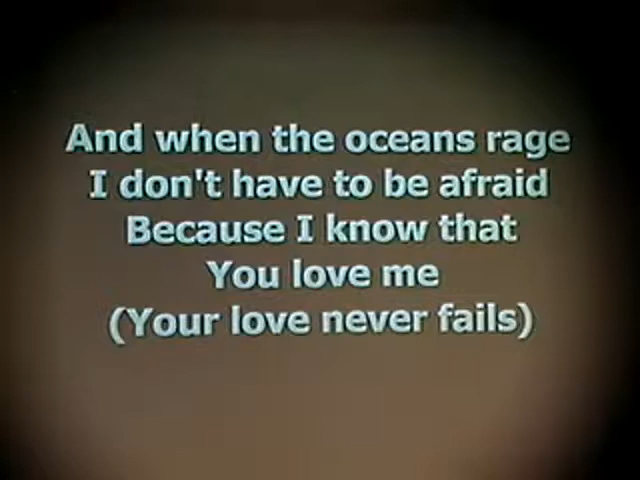 And when the oceans rage
I don't have to be afraid
Because I know that
You love me
(Your love never fails)